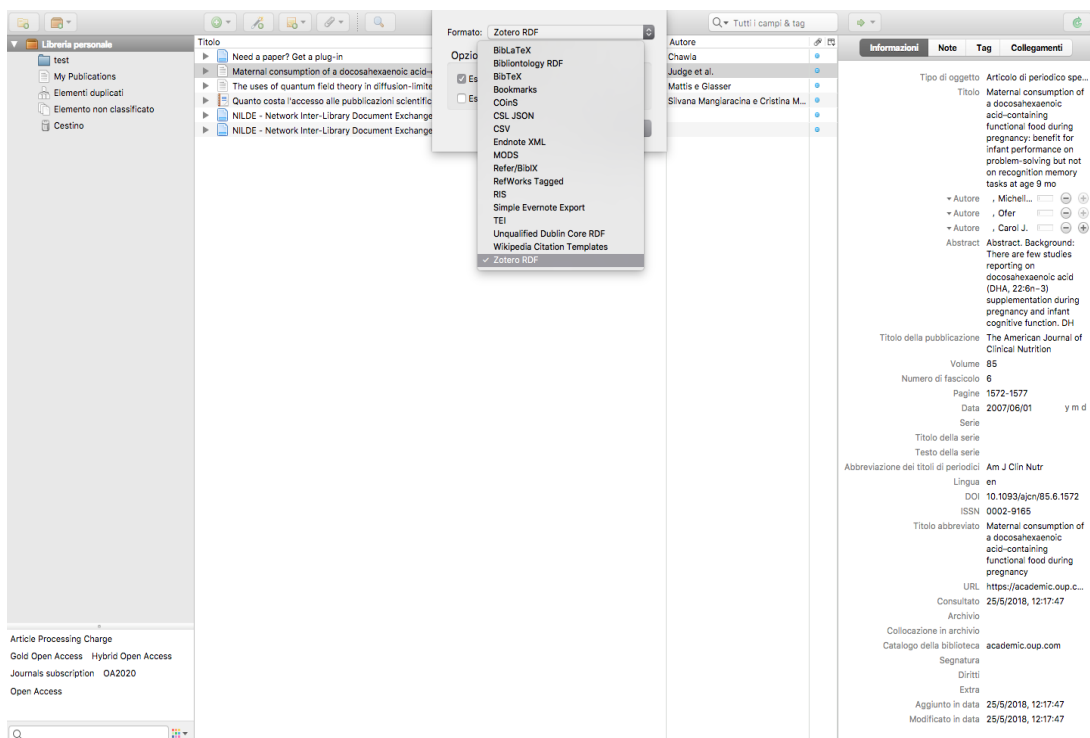 Tutti i campi & tag
Libreria personale
test
My Publications
Elementi duplicati
Elemento non classificato
Cestino
Article Processing Charge
Gold Open Access Hybrid Open Access
Journals subscription OA2020
Open Access
Titolo
Need a paper? Get a plug-in
Maternal consumption of a docosahexaenoic acid-
The uses of quantum field theory in diffusion-limite
Quanto costa l'accesso alle pubblicazioni scientific
NILDE - Network Inter-Library Document Exchange
NILDE - Network Inter-Library Document Exchange
Formato: Zotero RDF
Opzio
Es
Es
BibLaTeX
Bibliontology RDF
BibTeX
Bookmarks
COinS
CSL JSON
CSV
Endnote XML
MODS
Refer/BibIX
RefWorks Tagged
RIS
Simple Evernote Export
TEI
Unqualified Dublin Core RDF
Wikipedia Citation Templates
✓ Zotero RDF
Autore
Chawla
Judge et al.
Mattis e Glasser
Silvana Mangiaracina e Cristina M...
Informazioni Note Tag Collegamenti
Tipo di oggetto Articolo di periodico spe...
Titolo Maternal consumption of
a docosahexaenoic
acid–containing
functional food during
pregnancy: benefit for
infant performance on
problem-solving but not
on recognition memory
tasks at age 9 mo
Autore , Michell...
Autore , Ofer
Autore , Carol J.
Abstract Abstract. Background:
There are few studies
reporting on
docosahexaenoic acid
(DHA, 22:6n–3)
supplementation during
pregnancy and infant
cognitive function. DH
Titolo della pubblicazione The American Journal of
Clinical Nutrition
Volume 85
Numero di fascicolo 6
Pagine 1572-1577
Data 2007/06/01 y m d
Serie
Titolo della serie
Testo della serie
Abbreviazione dei titoli di periodici Am J Clin Nutr
Lingua en
DOI 10.1093/ajcn/85.6.1572
ISSN 0002-9165
Titolo abbreviato Maternal consumption of
a docosahexaenoic
acid–containing
functional food during
pregnancy
URL https://academic.oup.c...
Consultato 25/5/2018, 12:17:47
Archivio
Collocazione in archivio
Catalogo della biblioteca academic.oup.com
Segnatura
Diritti
Extra
Aggiunto in data 25/5/2018, 12:17:47
Modificato in data 25/5/2018, 12:17:47